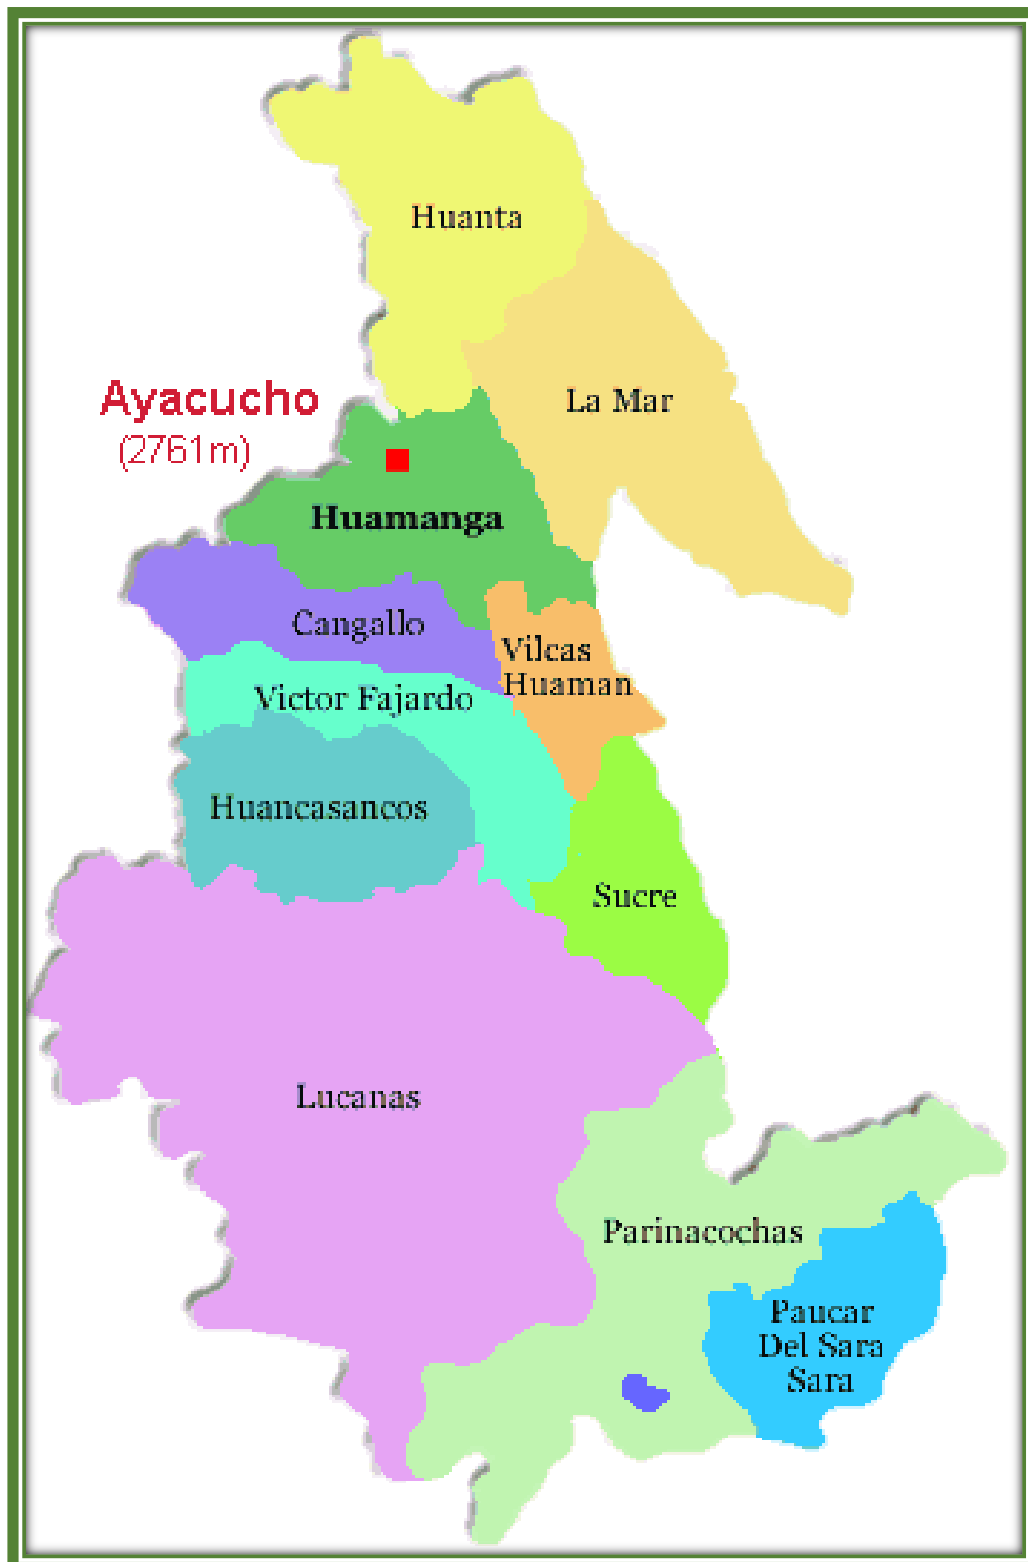 Huanta
Ayacucho
(2761m)
La Mar
Huamanga
Cangallo
Vilcas
Huaman
Victor Fajardo
Huancasancos
Sucre
Lucanas
Parinacochas
Paucar
Del Sara
Sara